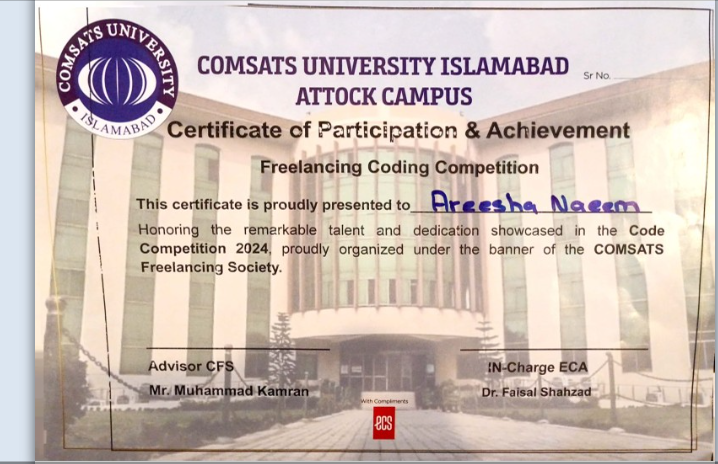 COMSATS UNIVERSITY
ISLAMABAD
COMSATS UNIVERSITY ISLAMABAD
ATTOCK CAMPUS
Sr No.
Certificate of Participation & Achievement
Freelancing Coding Competition
This certificate is proudly presented to Areesha Naeem
Honoring the remarkable talent and dedication showcased in the Code
Competition 2024, proudly organized under the banner of the COMSATS
Freelancing Society.
Advisor CFS
Mr. Muhammad Kamran
IN-Charge ECA
Dr. Faisal Shahzad
With Compliments
ecs